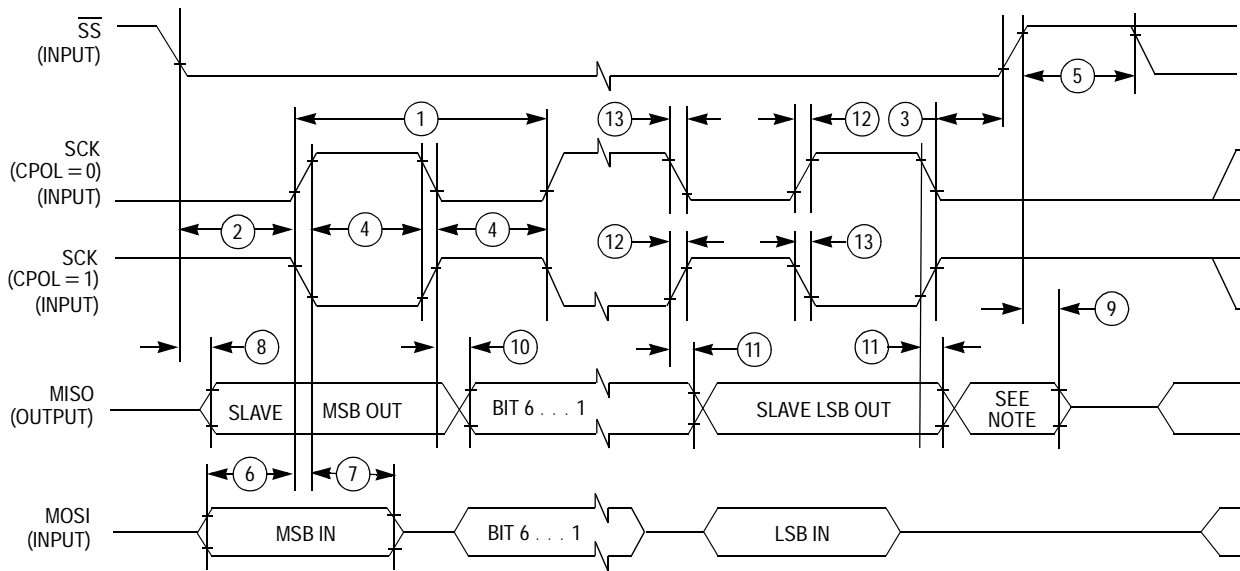 SS
(INPUT)
5
1
13
12
3
SCK
(CPOL = 0)
(INPUT)
2
4
4
12
13
SCK
(CPOL = 1)
(INPUT)
8
10
11
11
9
MISO
(OUTPUT)
SLAVE
MSB OUT
BIT 6 . . . 1
SLAVE LSB OUT
SEE
NOTE
6
7
MOSI
(INPUT)
MSB IN
BIT 6 . . . 1
LSB IN